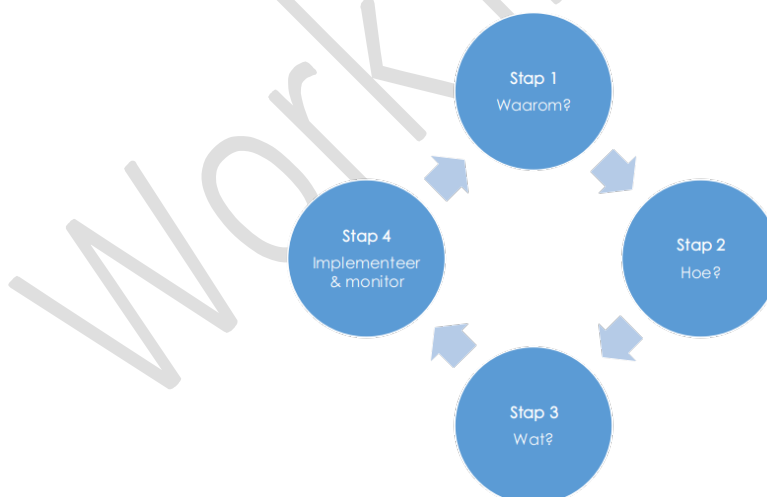 Stap 1
Waarom?
Stap 2
Hoe?
Stap 3
Wat?
Stap 4
Implementeer
& monitor
Work